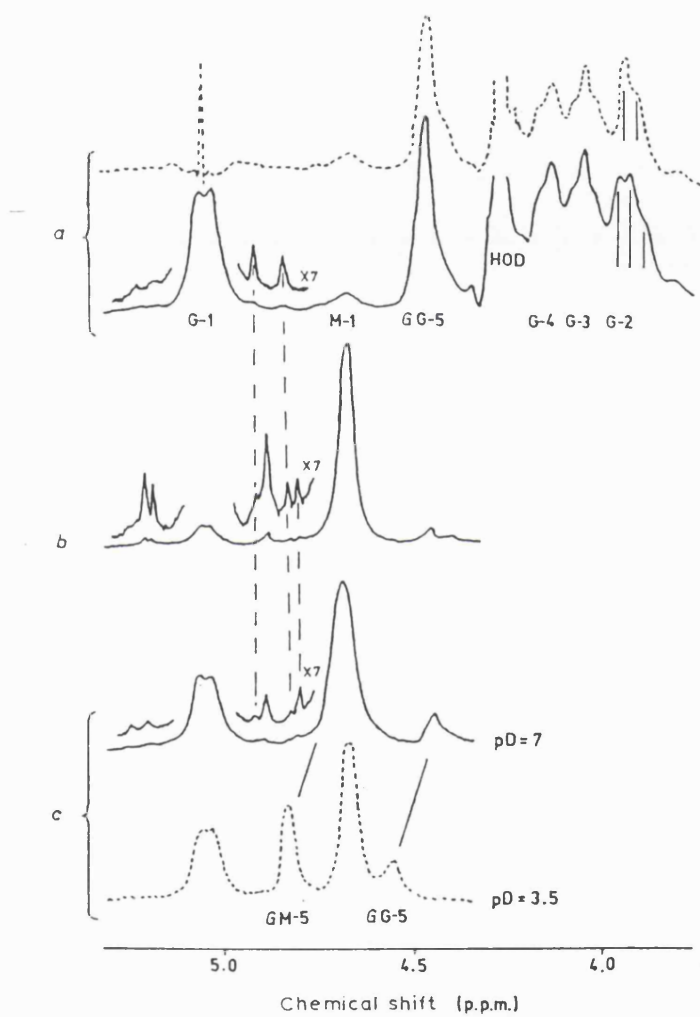 a
X7
HOD
G-1
M-1
GG-5
G-4
G-3
G-2
X7
b
X7
pD=7
c
pD=3.5
GM-5
GG-5
5.0
4.5
4.0
Chemical shift (p.p.m.)